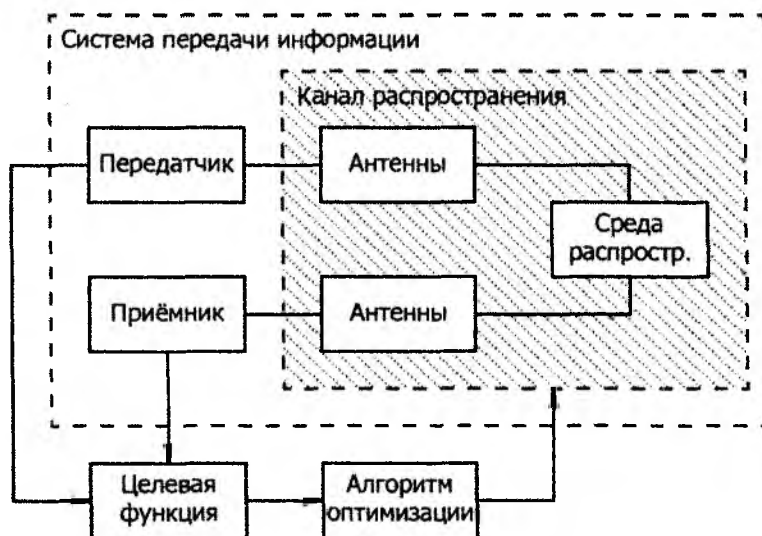 Система передачи информации
Канал распространения
Передатчик
Антенны
Среда
распростр.
Приёмник
Антенны
Целевая
функция
Алгоритм
оптимизации